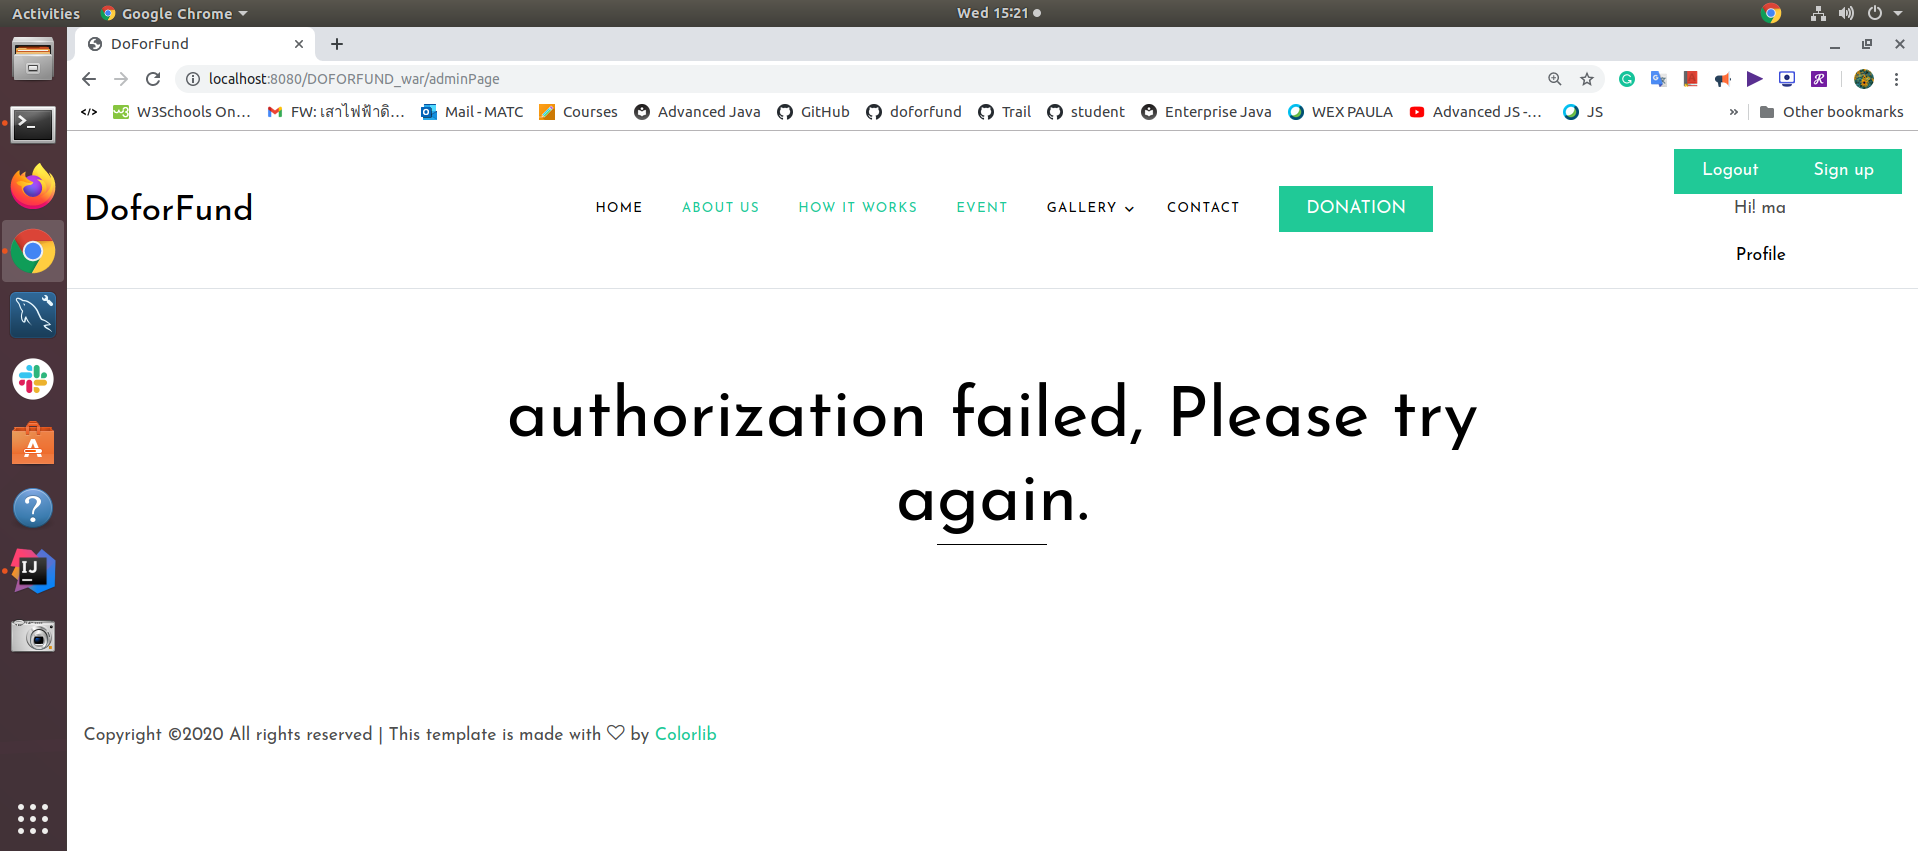 Activities Google Chrome Wed 15:21
DoForFund
localhost:8080/DOFORFUND_war/adminPage
W3Schools On… FW: เสาไฟฟ้าดิ… Mail - MATC Courses Advanced Java GitHub doforfund Trail student Enterprise Java WEX PAULA Advanced JS -… JS » Other bookmarks
Logout Sign up
DoforFund HOME ABOUT US HOW IT WORKS EVENT GALLERY CONTACT DONATION Hi! ma
Profile
authorization failed, Please try
again.
Copyright ©2020 All rights reserved | This template is made with ♡ by Colorlib